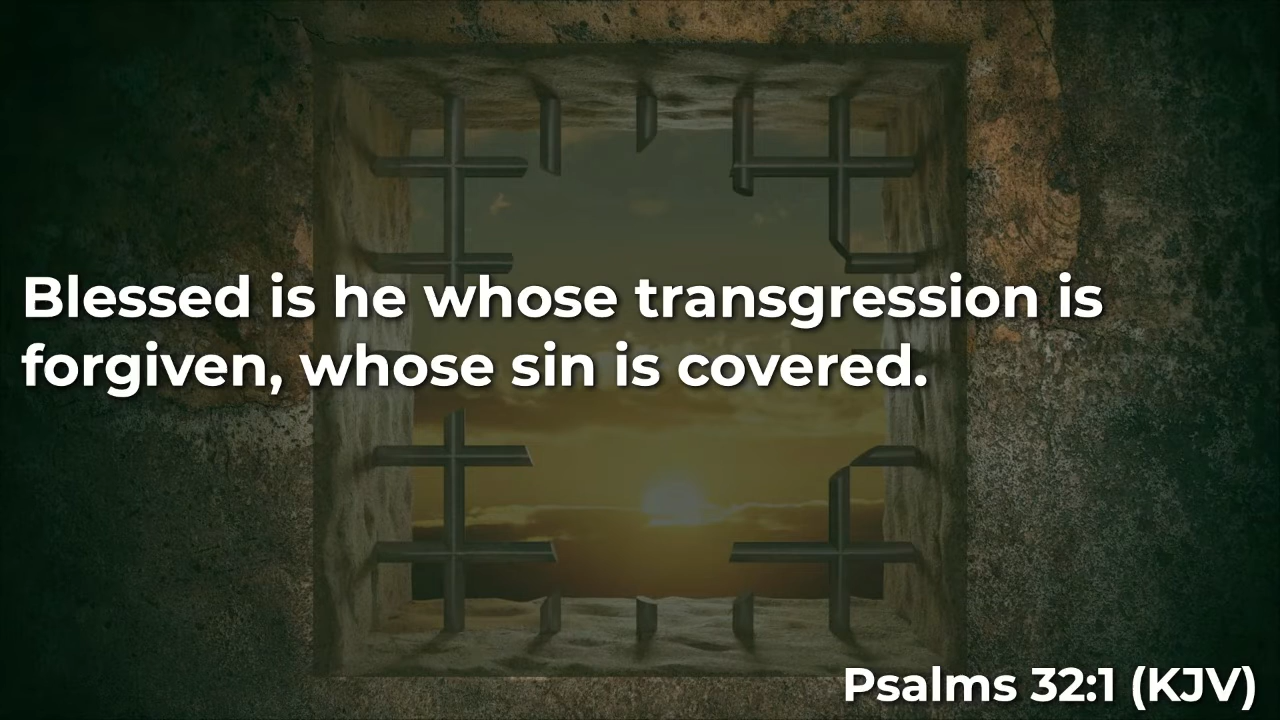 Blessed is he whose transgression is
forgiven, whose sin is covered.
Psalms 32:1 (KJV)